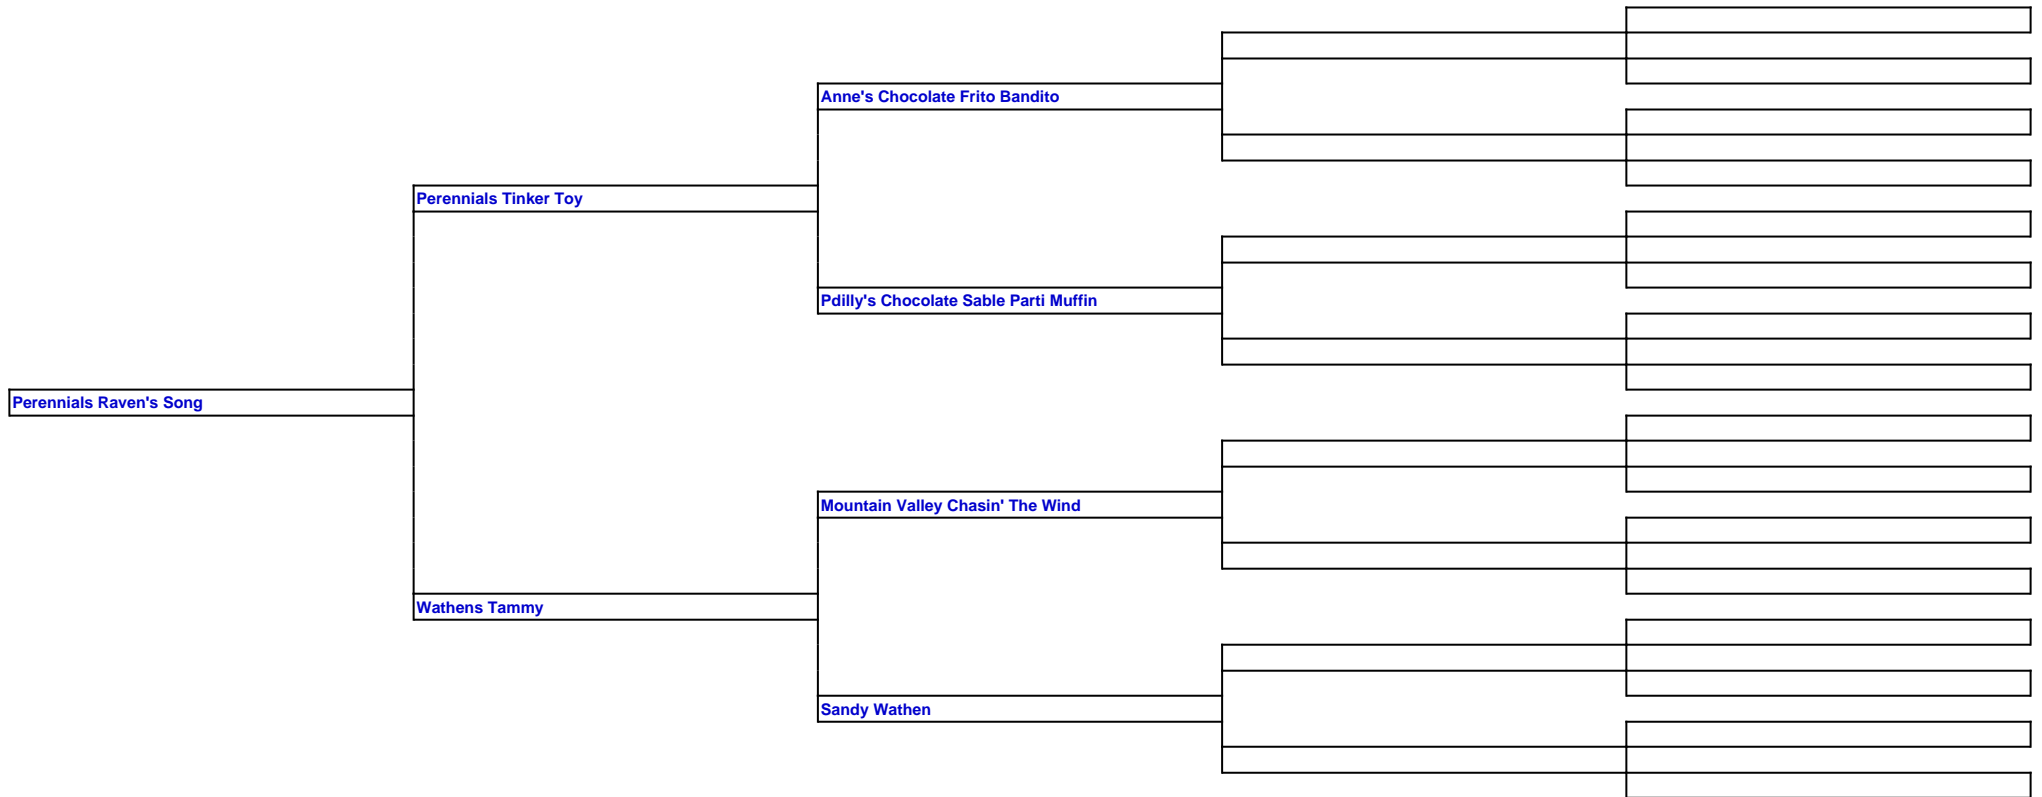 Anne's Chocolate Frito Bandito
Perennials Tinker Toy
Pdilly's Chocolate Sable Parti Muffin
Perennials Raven's Song
Mountain Valley Chasin' The Wind
Wathens Tammy
Sandy Wathen